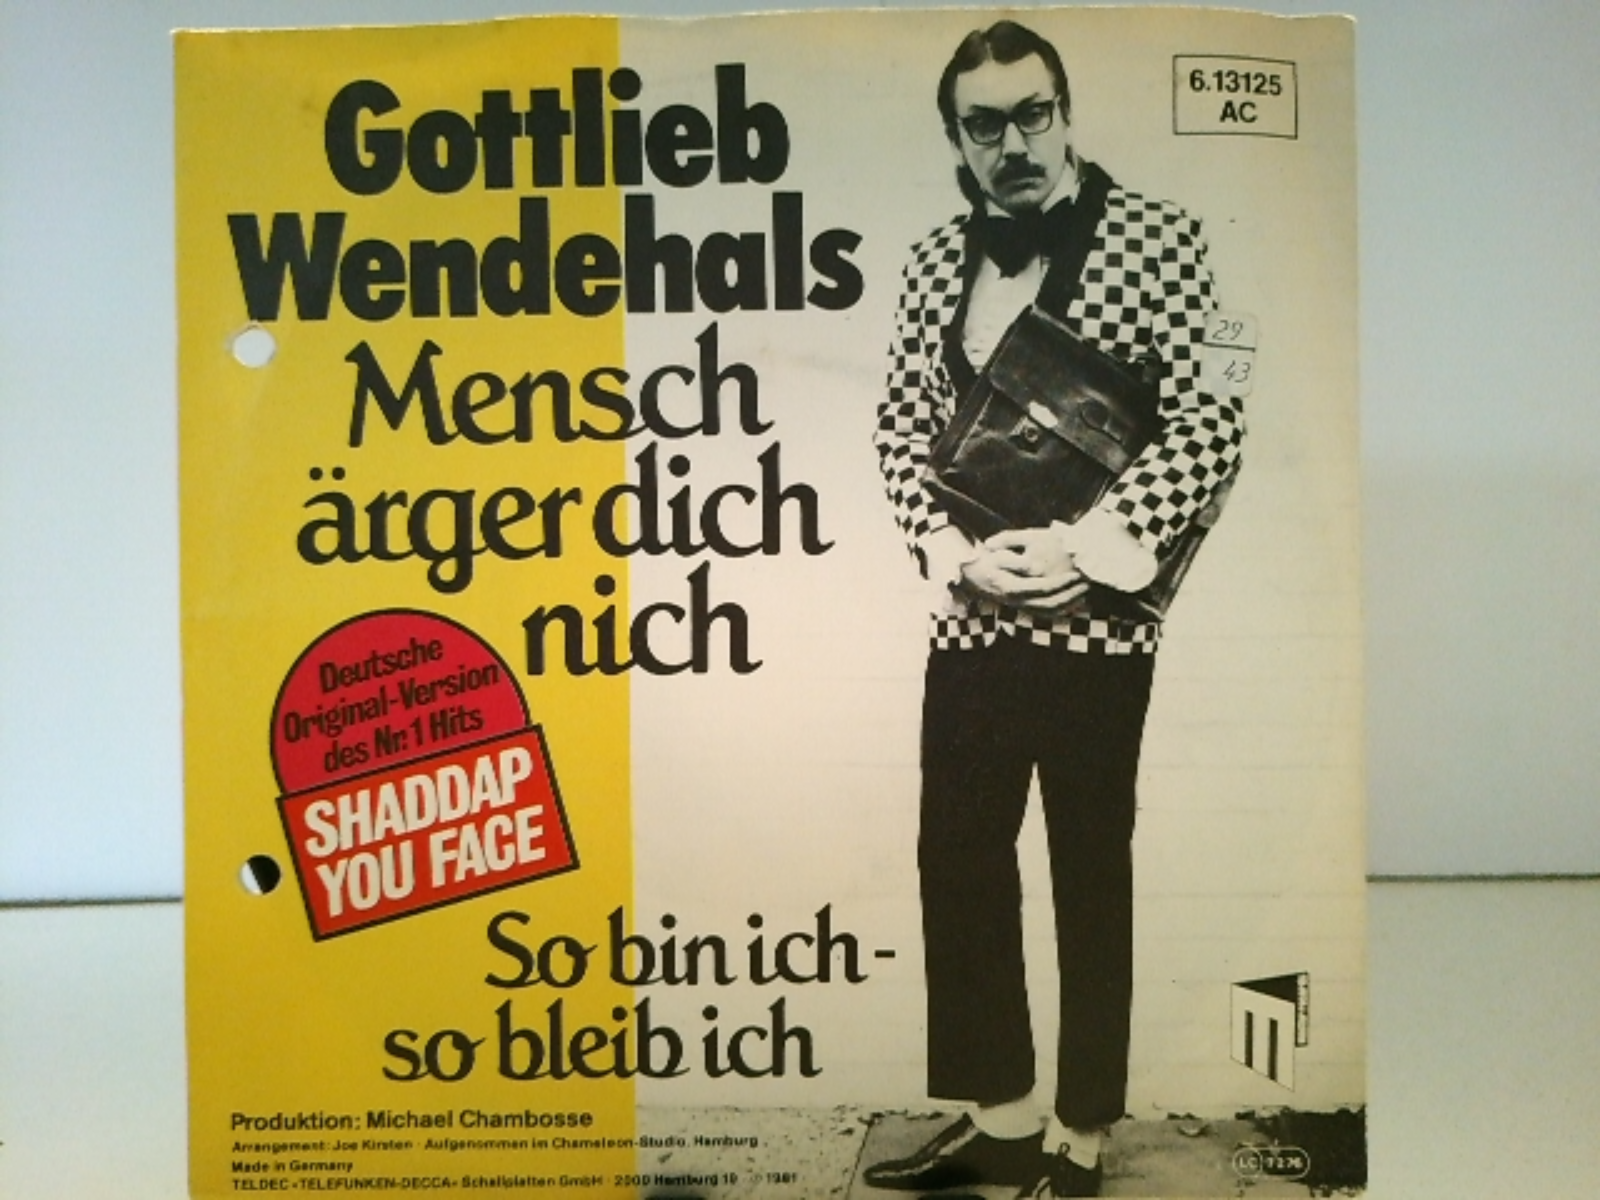 Gottlieb
Wendehals
Mensch
ärger dich
nich
6.13125
AC
29
43
Deutsche
Original-Version
des Nr. 1 Hits
SHADDAP
YOU FACE
So bin ich-
so bleib ich
Produktion: Michael Chambosse
Arrangement: Joe Kirsten · Aufgenommen im Chameleon-Studio, Hamburg
Made in Germany
TELDEC »TELEFUNKEN-DECCA« Schallplatten GmbH · 2000 Hamburg 19 · ℗ 1981
LC 7276